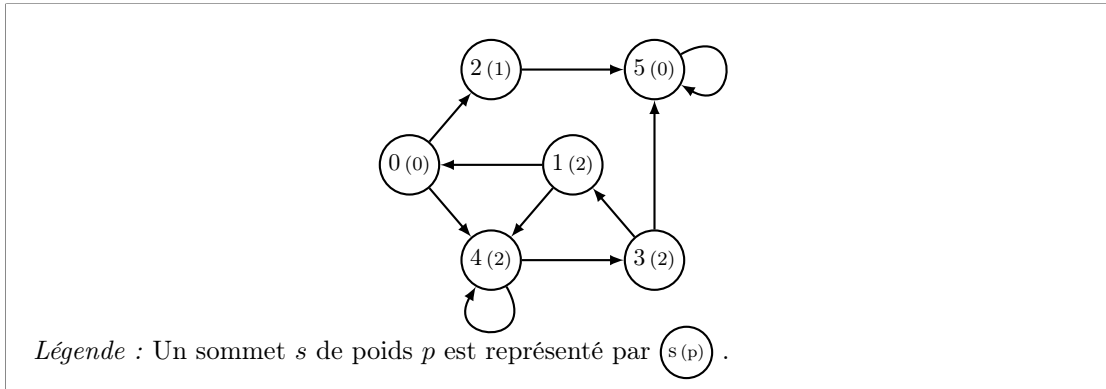 2 (1) 5 (0)
0 (0) 1 (2)
4 (2) 3 (2)
Légende : Un sommet s de poids p est représenté par s (p) .